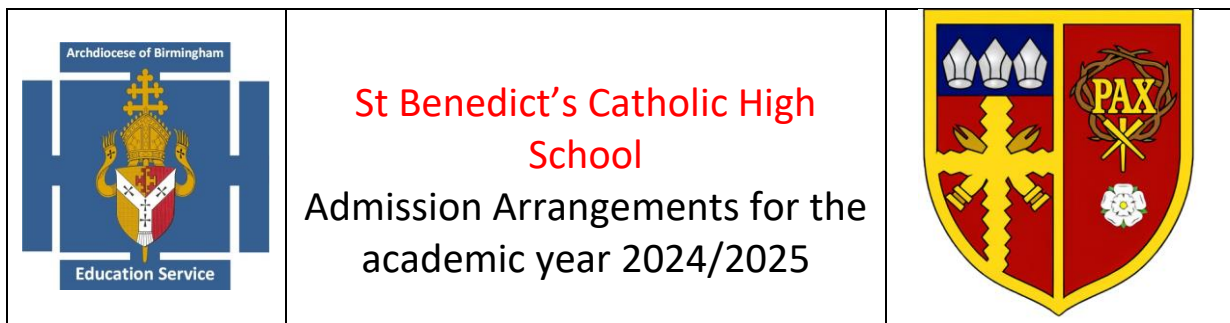 Archdiocese of Birmingham
Education Service
St Benedict’s Catholic High
School
Admission Arrangements for the
academic year 2024/2025
PAX